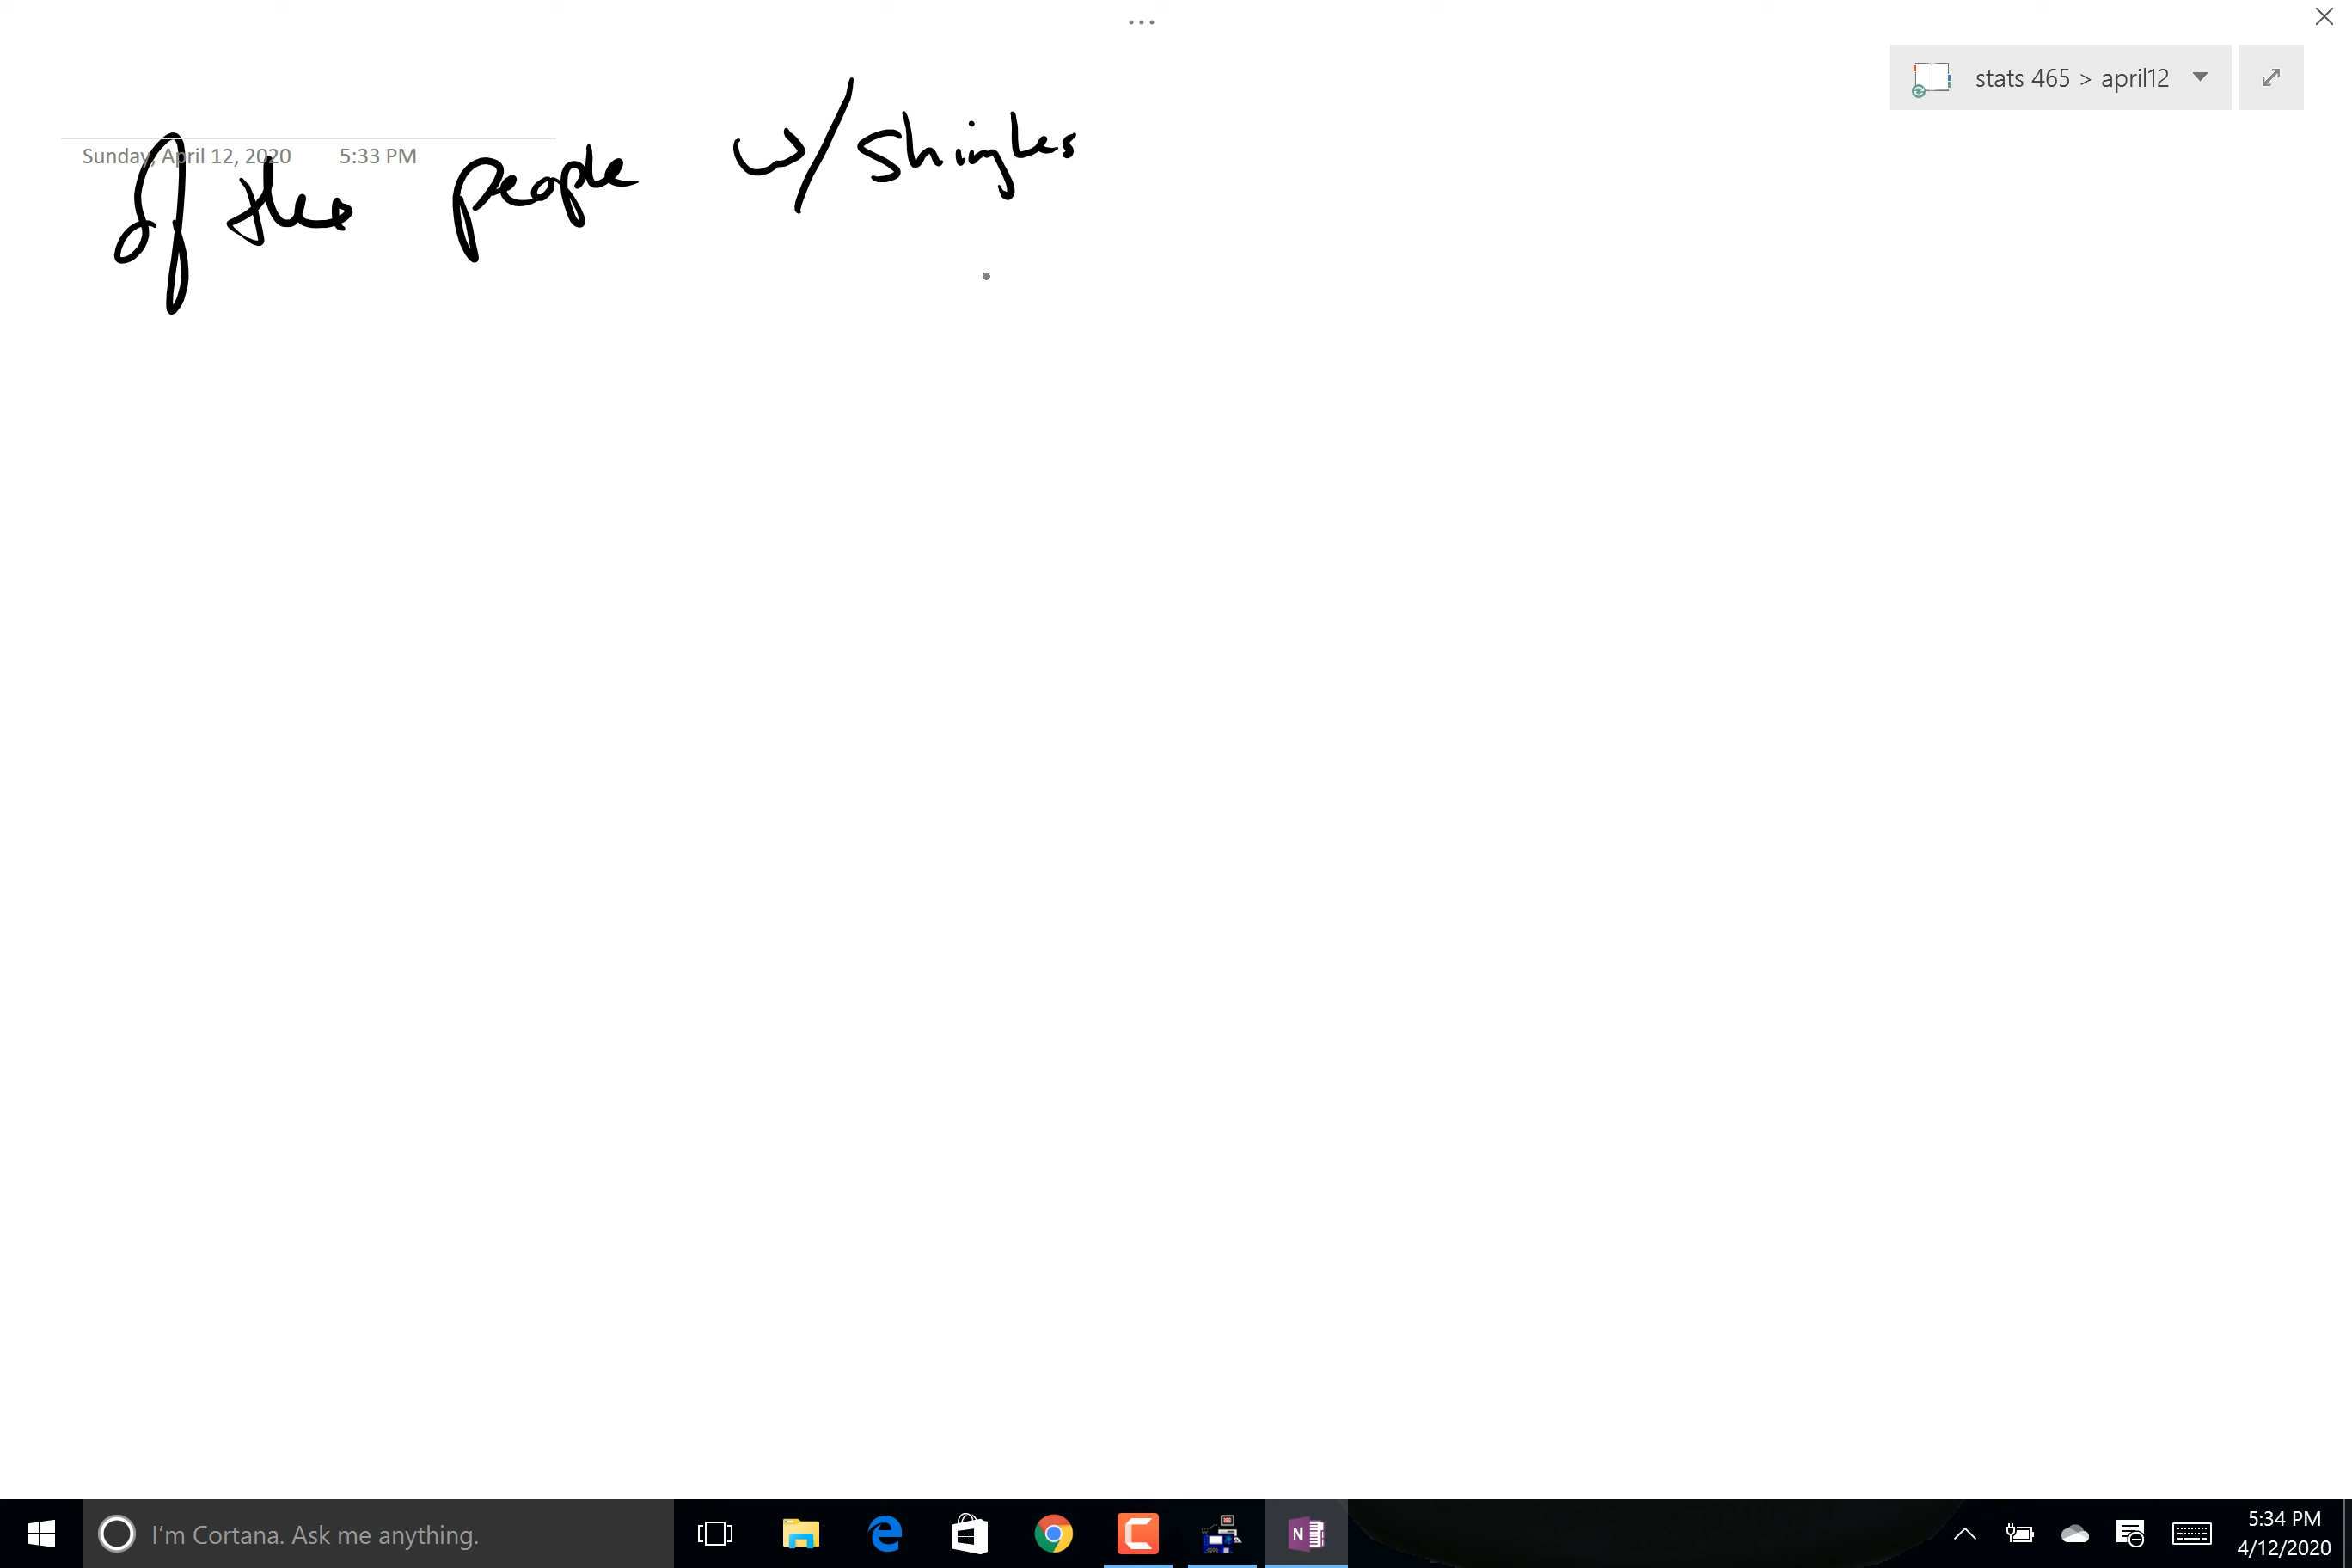 stats 465 > april12
Of the people w/ shingles
Sunday, April 12, 2020 5:33 PM
I'm Cortana. Ask me anything.
5:34 PM
4/12/2020